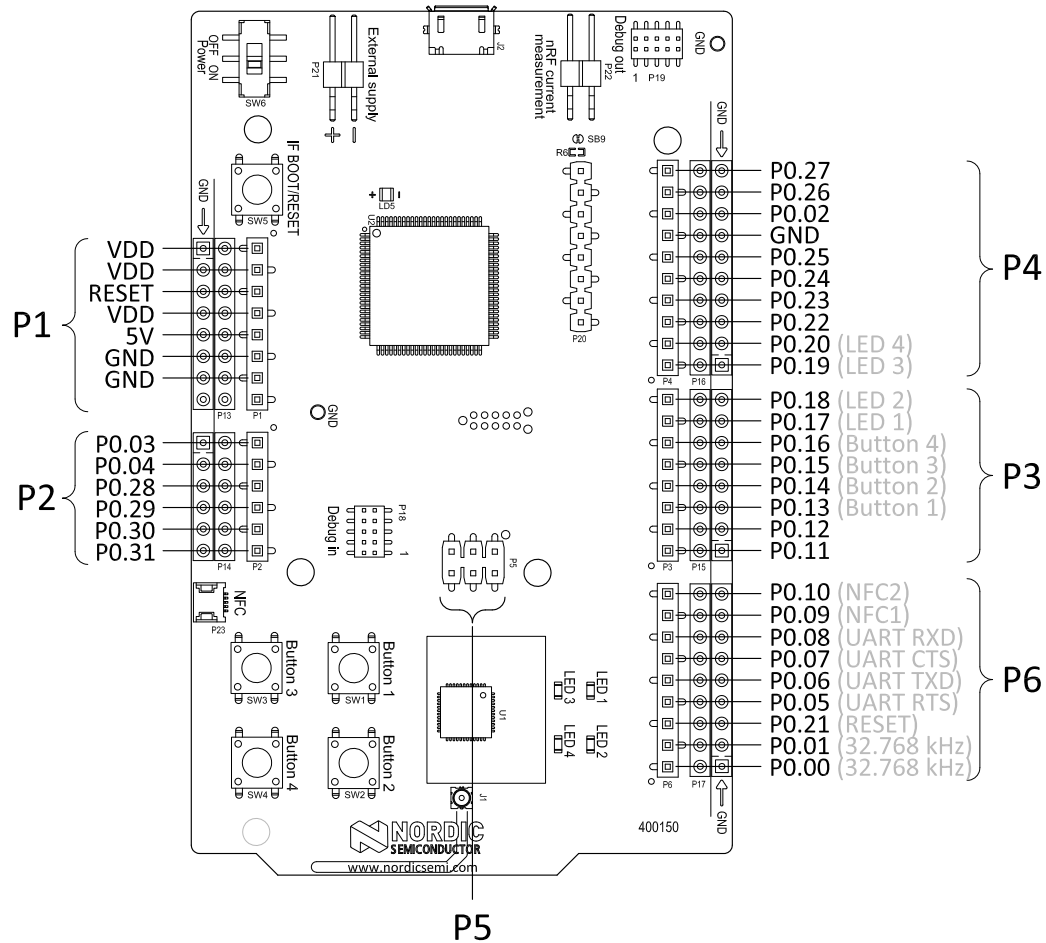 OFF ON
Power
SW6
P21
External supply
+ -
J2
nRF current
measurement
P22
Debug out
1 P19
GND
SB9
R6
IF BOOT/RESET
SW5
GND
+ -
LD5
U2
P20
GND
VDD
VDD
RESET
VDD
5V
GND
GND
P1
P13
P1
GND
P0.03
P0.04
P0.28
P0.29
P0.30
P0.31
P2
P14
P2
P0.27
P0.26
P0.02
GND
P0.25
P0.24
P0.23
P0.22
P0.20 (LED 4)
P0.19 (LED 3)
P4
P4
P16
P0.18 (LED 2)
P0.17 (LED 1)
P0.16 (Button 4)
P0.15 (Button 3)
P0.14 (Button 2)
P0.13 (Button 1)
P0.12
P0.11
P3
P3
P15
P0.10 (NFC2)
P0.09 (NFC1)
P0.08 (UART RXD)
P0.07 (UART CTS)
P0.06 (UART TXD)
P0.05 (UART RTS)
P0.21 (RESET)
P0.01 (32.768 kHz)
P0.00 (32.768 kHz)
P6
P6
P17
GND
Debug in
P18
1
P5
NFC
P23
Button 3
SW3
Button 1
SW1
Button 4
SW4
Button 2
SW2
U1
LED 3
LED 1
LED 4
LED 2
J1
NORDIC
SEMICONDUCTOR
www.nordicsemi.com
400150
P5